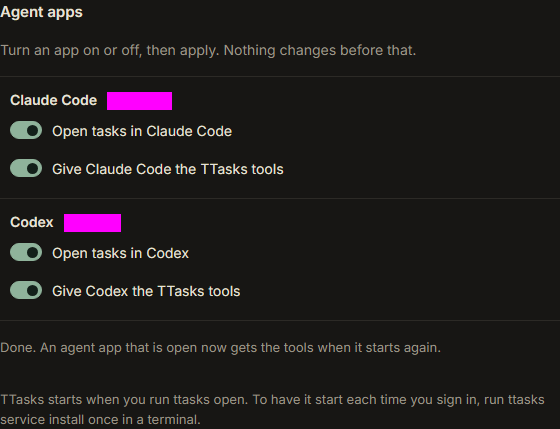 Agent apps
Turn an app on or off, then apply. Nothing changes before that.
Claude Code
Open tasks in Claude Code
Give Claude Code the TTasks tools
Codex
Open tasks in Codex
Give Codex the TTasks tools
Done. An agent app that is open now gets the tools when it starts again.
TTasks starts when you run ttasks open. To have it start each time you sign in, run ttasks
service install once in a terminal.